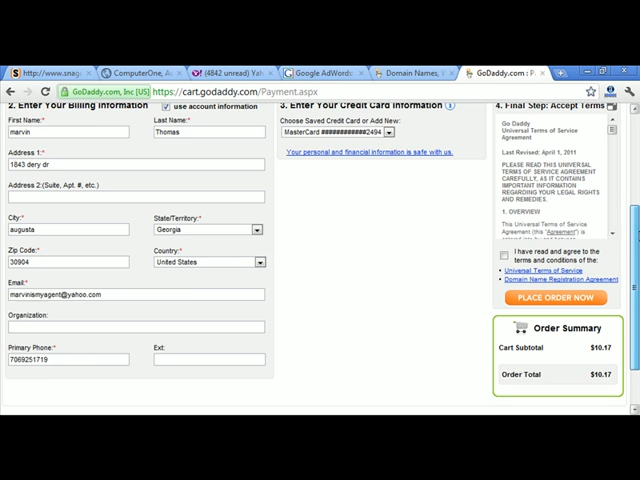 http://www.snag
ComputerOne, A
(4842 unread) Yah
Google AdWords
Domain Names, W
GoDaddy.com : P
GoDaddy.com, Inc [US]
https://cart.godaddy.com/Payment.aspx
2. Enter Your Billing Information
use account information
First Name:*
Last Name:*
marvin
Thomas
Address 1:*
1843 dery dr
Address 2:(Suite, Apt. #, etc.)
City:*
State/Territory:*
augusta
Georgia
Zip Code:*
Country:*
30904
United States
Email:*
marvinismyagent@yahoo.com
Organization:
Primary Phone:*
Ext:
7069251719
3. Enter Your Credit Card Information
Choose Saved Credit Card or Add New:
MasterCard ############2494
Your personal and financial information is safe with us.
4. Final Step: Accept Terms
Go Daddy
Universal Terms of Service
Agreement
Last Revised: April 1, 2011
PLEASE READ THIS UNIVERSAL
TERMS OF SERVICE AGREEMENT
CAREFULLY, AS IT CONTAINS
IMPORTANT INFORMATION
REGARDING YOUR LEGAL RIGHTS
AND REMEDIES.
1. OVERVIEW
This Universal Terms of Service
Agreement (this "Agreement") is
I have read and agree to the
terms and conditions of the:
Universal Terms of Service
Domain Name Registration Agreement
PLACE ORDER NOW
Order Summary
Cart Subtotal $10.17
Order Total $10.17